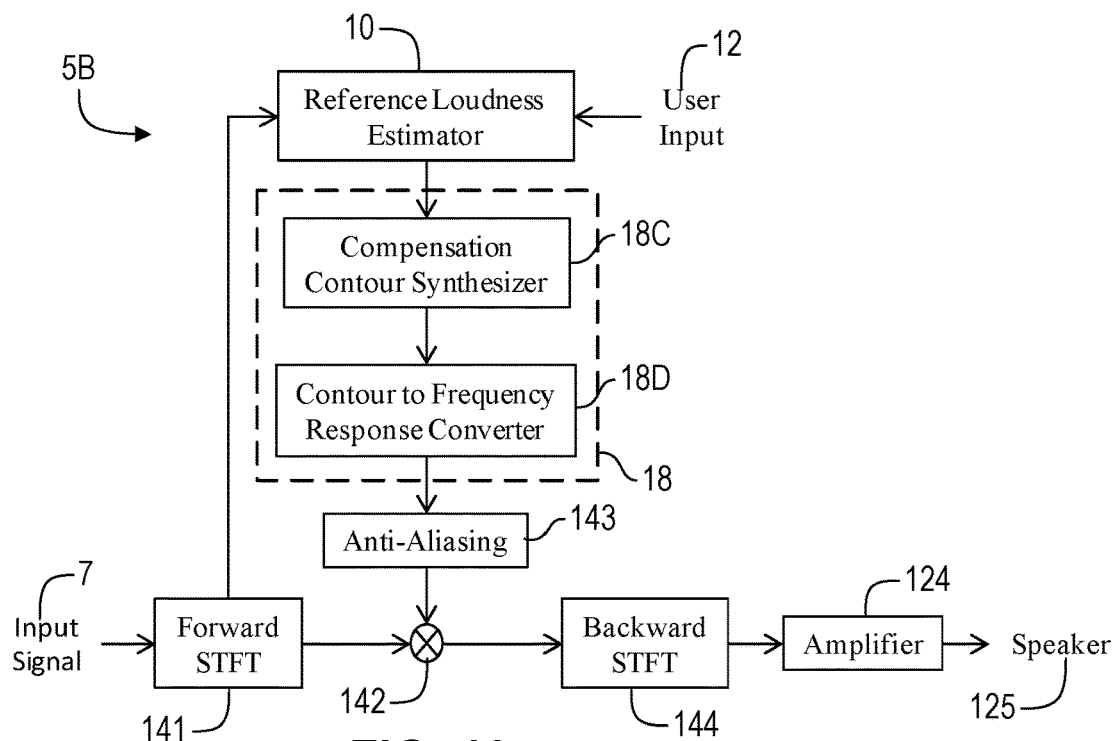 10
12
5B
Reference Loudness
Estimator
User
Input
Compensation
Contour Synthesizer
18C
Contour to Frequency
Response Converter
18D
18
Anti-Aliasing
143
7
Input
Signal
Forward
STFT
141
142
Backward
STFT
144
124
Amplifier
Speaker
125